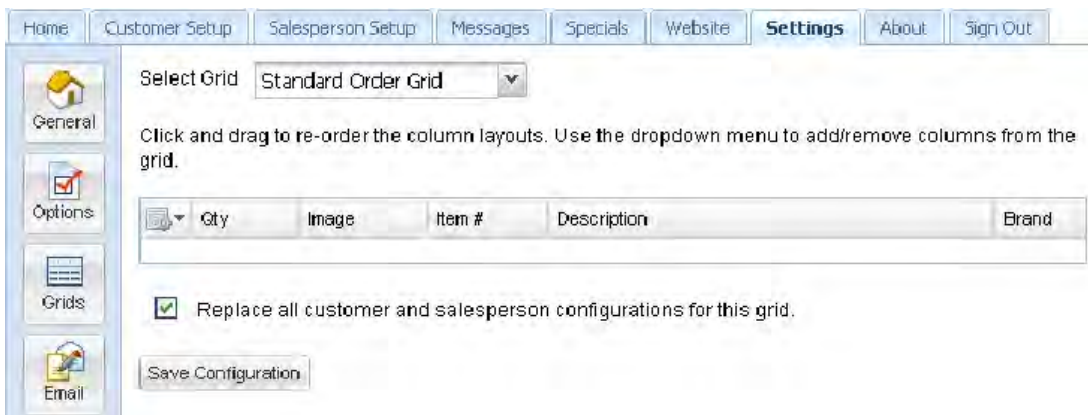 Home Customer Setup Salesperson Setup Messages Specials Website Settings About Sign Out
General
Options
Grids
Email
Select Grid Standard Order Grid
Click and drag to re-order the column layouts. Use the dropdown menu to add/remove columns from the
grid.
Qty Image Item # Description Brand
Replace all customer and salesperson configurations for this grid.
Save Configuration